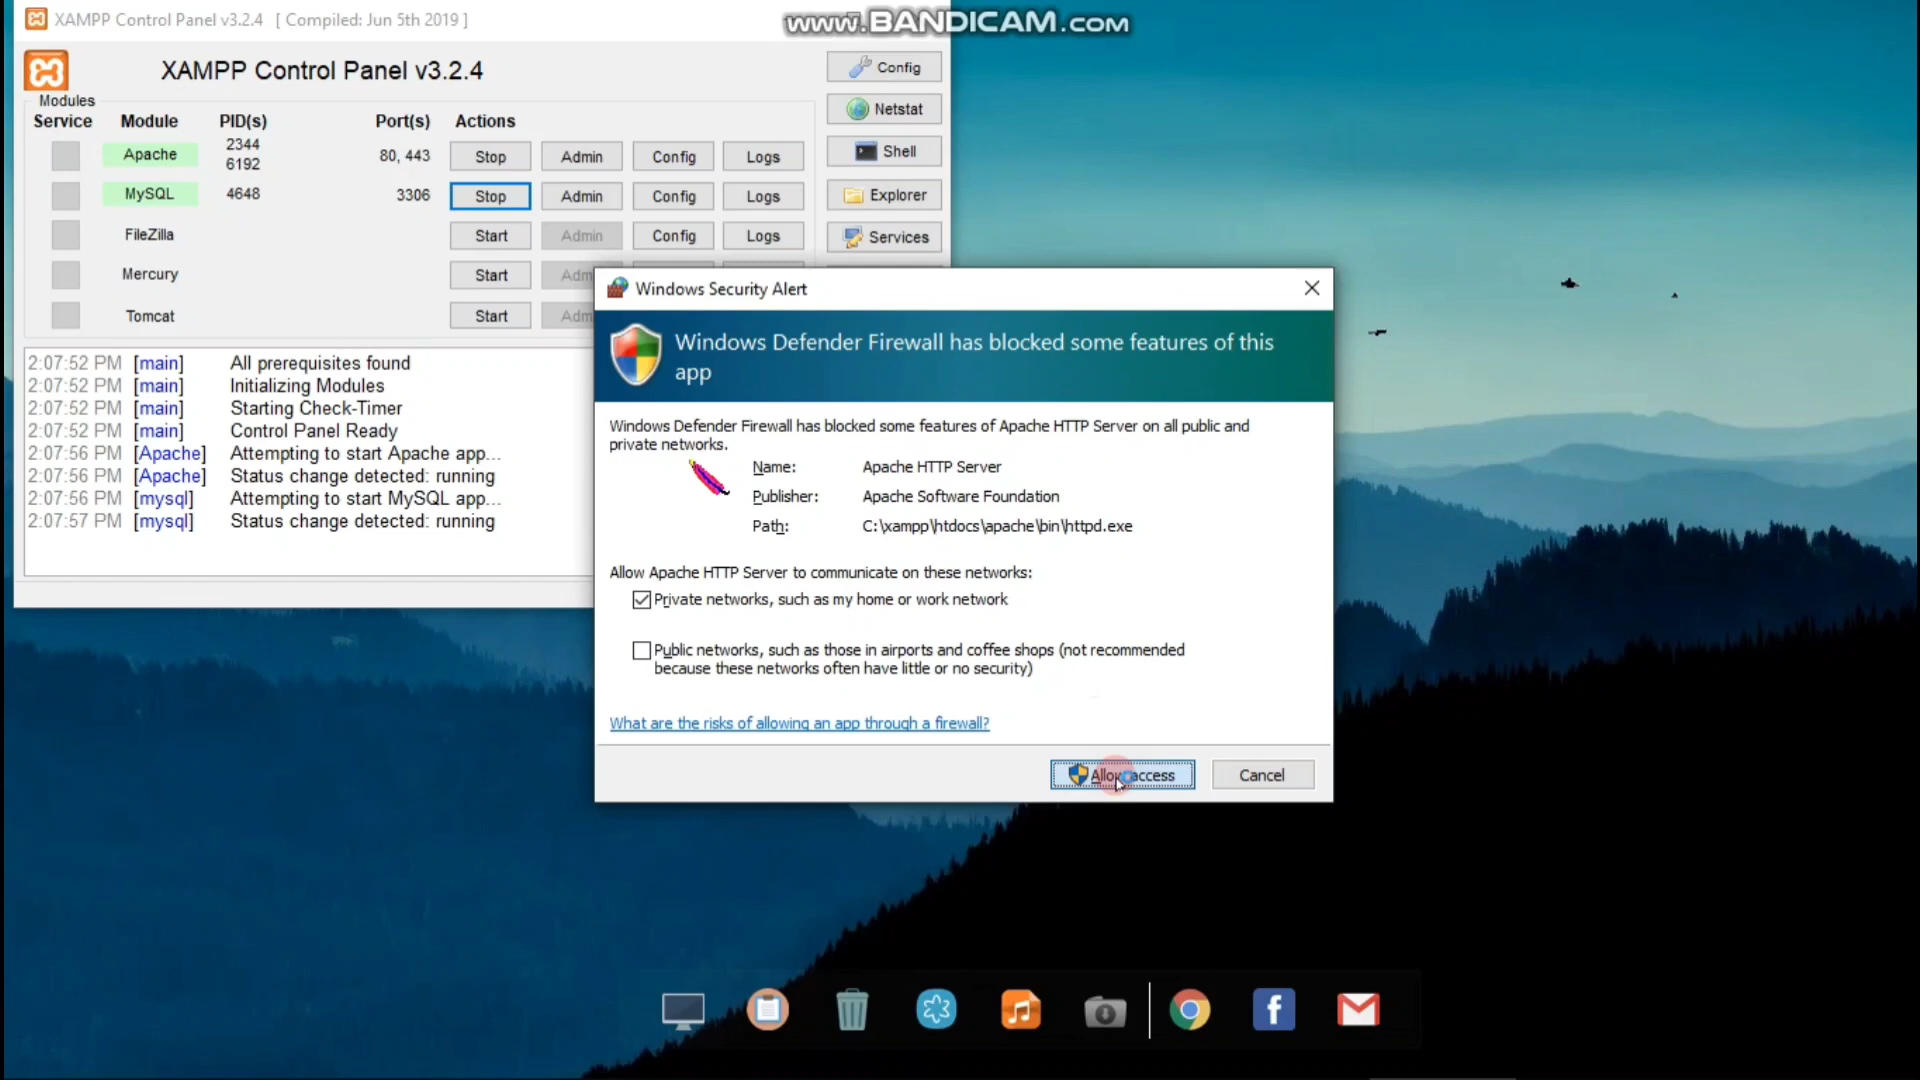 XAMPP Control Panel v3.2.4 [ Compiled: Jun 5th 2019 ]
www.BANDICAM.com
XAMPP Control Panel v3.2.4
Config
Modules
Service Module PID(s) Port(s) Actions
Netstat
Apache 2344 6192 80, 443 Stop Admin Config Logs
Shell
MySQL 4648 3306 Stop Admin Config Logs
Explorer
FileZilla Start Admin Config Logs
Services
Mercury Start Adm
Tomcat Start Adm
2:07:52 PM [main] All prerequisites found
2:07:52 PM [main] Initializing Modules
2:07:52 PM [main] Starting Check-Timer
2:07:52 PM [main] Control Panel Ready
2:07:56 PM [Apache] Attempting to start Apache app...
2:07:56 PM [Apache] Status change detected: running
2:07:56 PM [mysql] Attempting to start MySQL app...
2:07:57 PM [mysql] Status change detected: running
Windows Security Alert
Windows Defender Firewall has blocked some features of this
app
Windows Defender Firewall has blocked some features of Apache HTTP Server on all public and
private networks.
Name: Apache HTTP Server
Publisher: Apache Software Foundation
Path: C:\xampp\htdocs\apache\bin\httpd.exe
Allow Apache HTTP Server to communicate on these networks:
Private networks, such as my home or work network
Public networks, such as those in airports and coffee shops (not recommended
because these networks often have little or no security)
What are the risks of allowing an app through a firewall?
Allow access Cancel